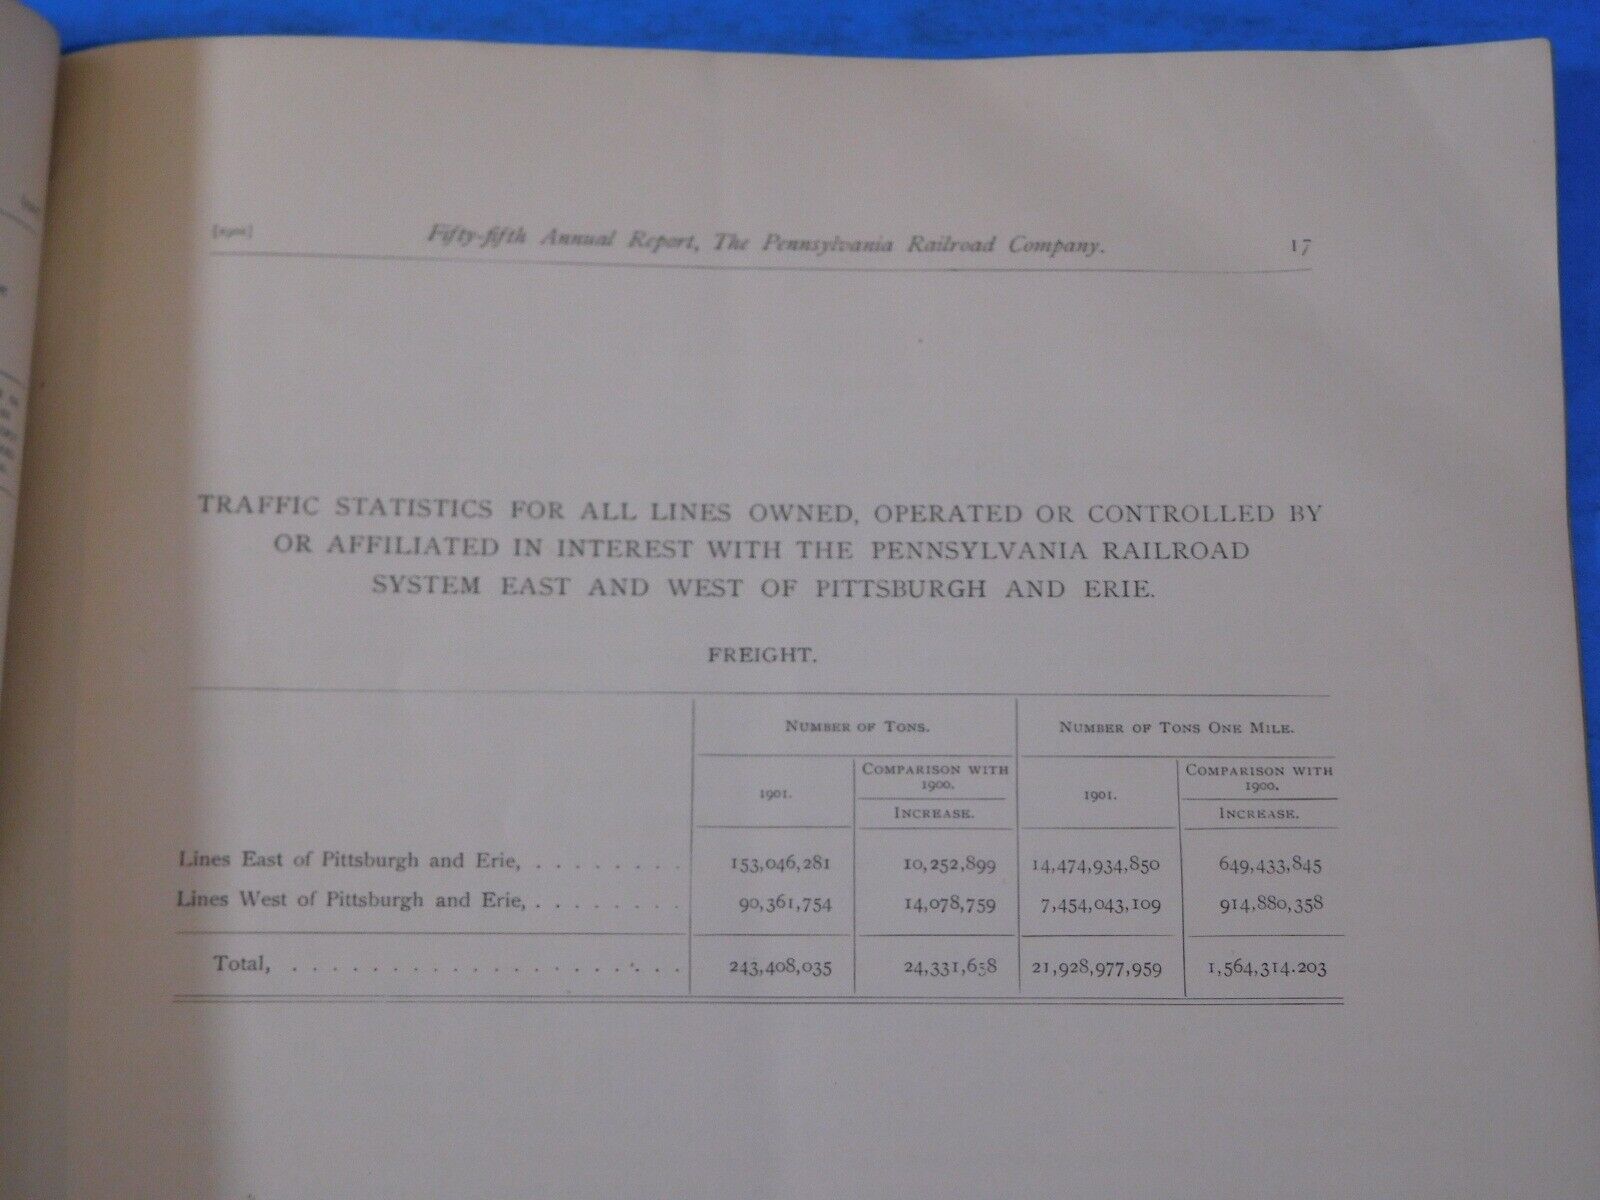 Fifty-fifth Annual Report, The Pennsylvania Railroad Company. 17
TRAFFIC STATISTICS FOR ALL LINES OWNED, OPERATED OR CONTROLLED BY
OR AFFILIATED IN INTEREST WITH THE PENNSYLVANIA RAILROAD
SYSTEM EAST AND WEST OF PITTSBURGH AND ERIE.
FREIGHT.
NUMBER OF TONS. NUMBER OF TONS ONE MILE.
1901. COMPARISON WITH 1900. 1901. COMPARISON WITH 1900.
INCREASE. INCREASE.
Lines East of Pittsburgh and Erie, . . . . . . . . 153,046,281 10,252,899 14,474,934,850 649,433,845
Lines West of Pittsburgh and Erie, . . . . . . . . 90,361,754 14,078,759 7,454,043,109 914,880,358
Total, . . . . . . . . . . . . . . . . . . 243,408,035 24,331,658 21,928,977,959 1,564,314.203